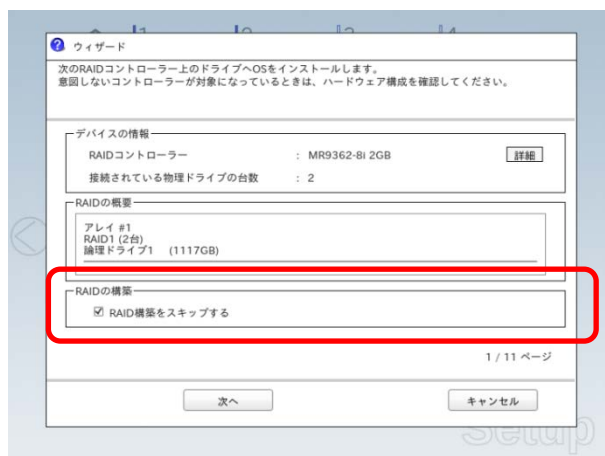 ウィザード
次のRAIDコントローラー上のドライブへOSをインストールします。
意図しないコントローラーが対象になっているときは、ハードウェア構成を確認してください。
デバイスの情報
RAIDコントローラー : MR9362-8i 2GB 詳細
接続されている物理ドライブの台数 : 2
RAIDの概要
アレイ #1
RAID1 (2台)
論理ドライブ1 (1117GB)
RAIDの構築
RAID構築をスキップする
1 / 11 ページ
次へ キャンセル
Setup